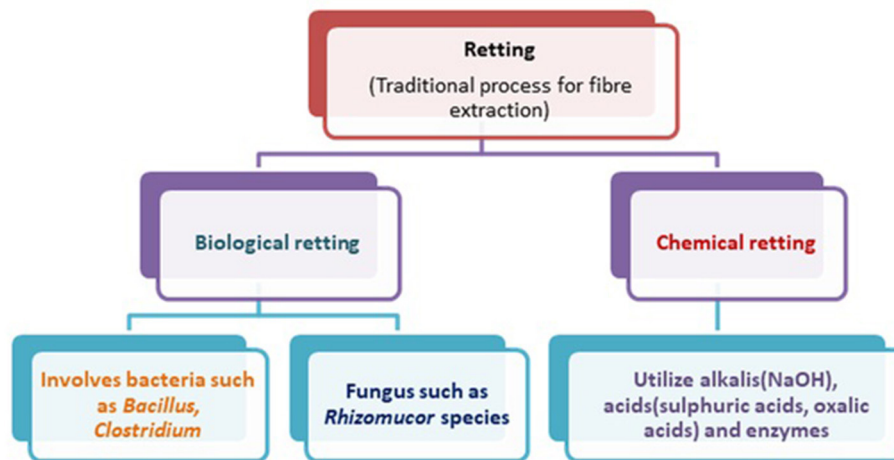 Retting
(Traditional process for fibre
extraction)
Biological retting
Chemical retting
Involves bacteria such
as Bacillus,
Clostridium
Fungus such as
Rhizomucor species
Utilize alkalis(NaOH),
acids(sulphuric acids, oxalic
acids) and enzymes